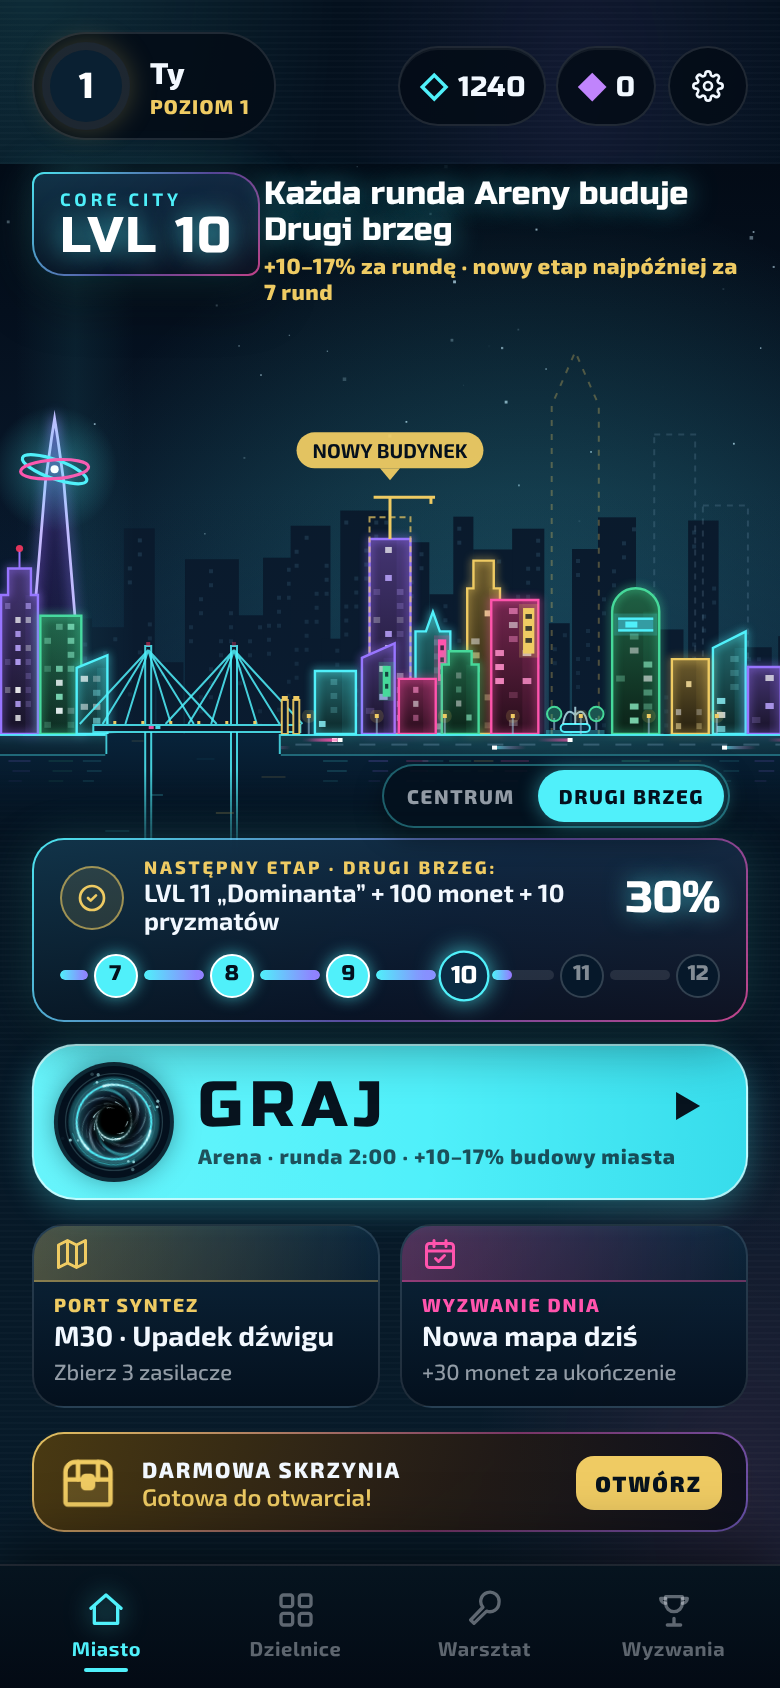 1
Ty
POZIOM 1
1240
0
CORE CITY
LVL 10
Każda runda Areny buduje
Drugi brzeg
+10–17% za rundę · nowy etap najpóźniej za
7 rund
NOWY BUDYNEK
CENTRUM
DRUGI BRZEG
NASTĘPNY ETAP · DRUGI BRZEG:
LVL 11 „Dominanta” + 100 monet + 10
pryzmatów
30%
7
8
9
10
11
12
GRAJ
Arena · runda 2:00 · +10–17% budowy miasta
PORT SYNTEZ
M30 · Upadek dźwigu
Zbierz 3 zasilacze
WYZWANIE DNIA
Nowa mapa dziś
+30 monet za ukończenie
DARMOWA SKRZYNIA
Gotowa do otwarcia!
OTWÓRZ
Miasto
Dzielnice
Warsztat
Wyzwania